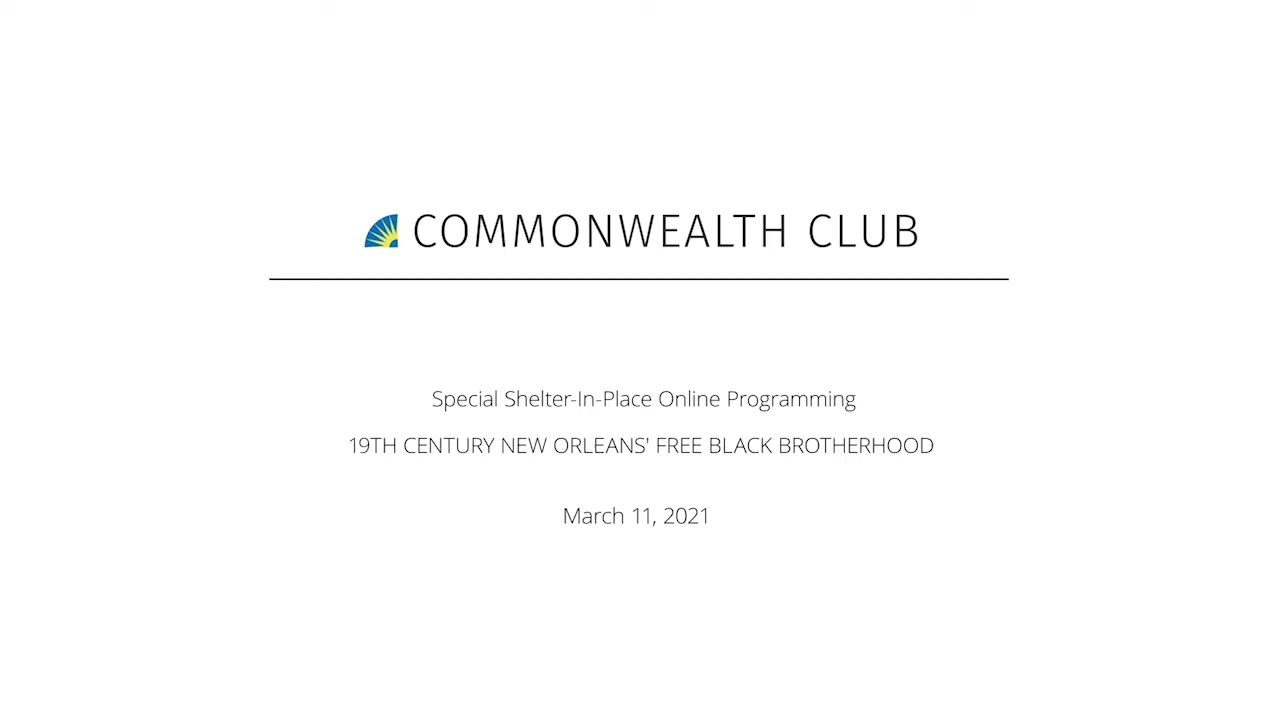 COMMONWEALTH CLUB
Special Shelter-In-Place Online Programming
19TH CENTURY NEW ORLEANS' FREE BLACK BROTHERHOOD
March 11, 2021